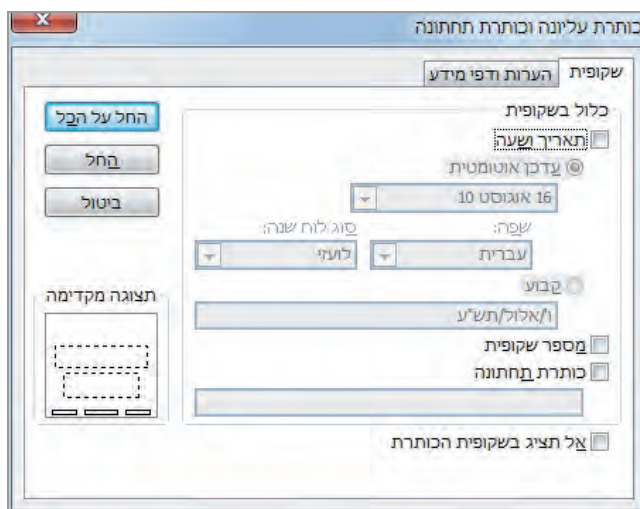 כותרת עליונה וכותרת תחתונה
שקופית
הערות ודפי מידע
כלול בשקופית
תאריך ושעה
עדכן אוטומטית
16 אוגוסט 10
שפה:
סוג לוח שנה:
עברית
לועזי
קבוע
ו'/אלול/תש"ע
מספר שקופית
כותרת תחתונה
אל תציג בשקופית הכותרת
החל על הכל
החל
ביטול
תצוגה מקדימה